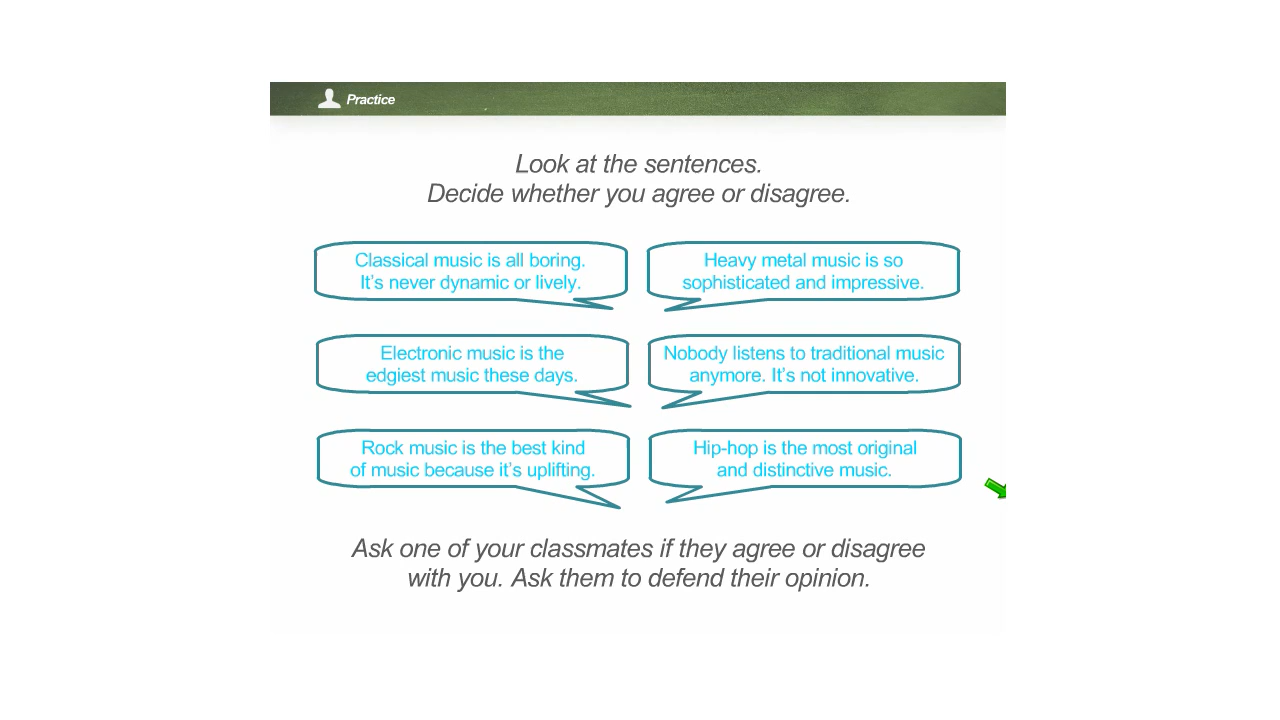 Practice
Look at the sentences.
Decide whether you agree or disagree.
Classical music is all boring.
It's never dynamic or lively.
Heavy metal music is so
sophisticated and impressive.
Electronic music is the
edgiest music these days.
Nobody listens to traditional music
anymore. It's not innovative.
Rock music is the best kind
of music because it's uplifting.
Hip-hop is the most original
and distinctive music.
Ask one of your classmates if they agree or disagree
with you. Ask them to defend their opinion.